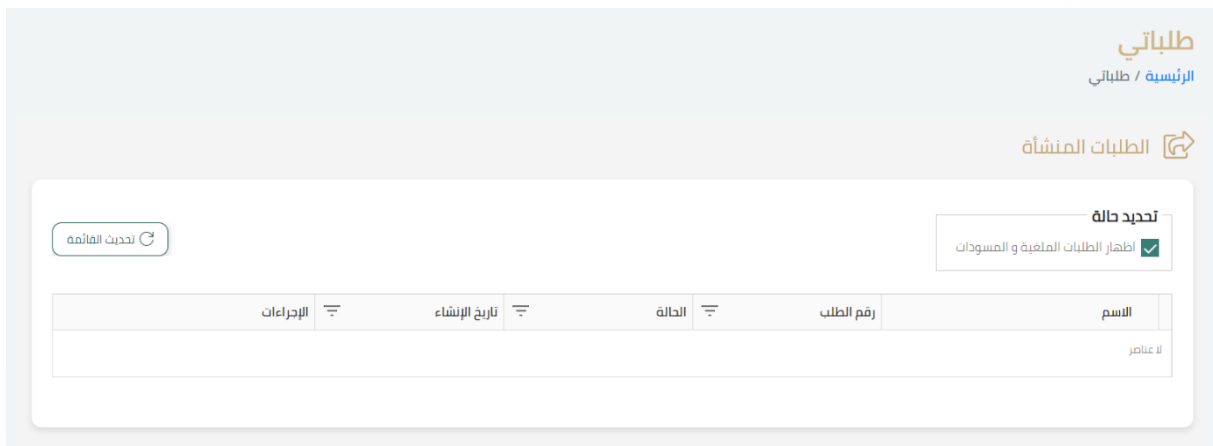 طلباتي
الرئيسية / طلباتي
الطلبات المنشأة
تحديد حالة
اظهار الطلبات الملغية و المسودات
تحديث القائمة
الاسم رقم الطلب الحالة تاريخ الإنشاء الإجراءات
لا عناصر